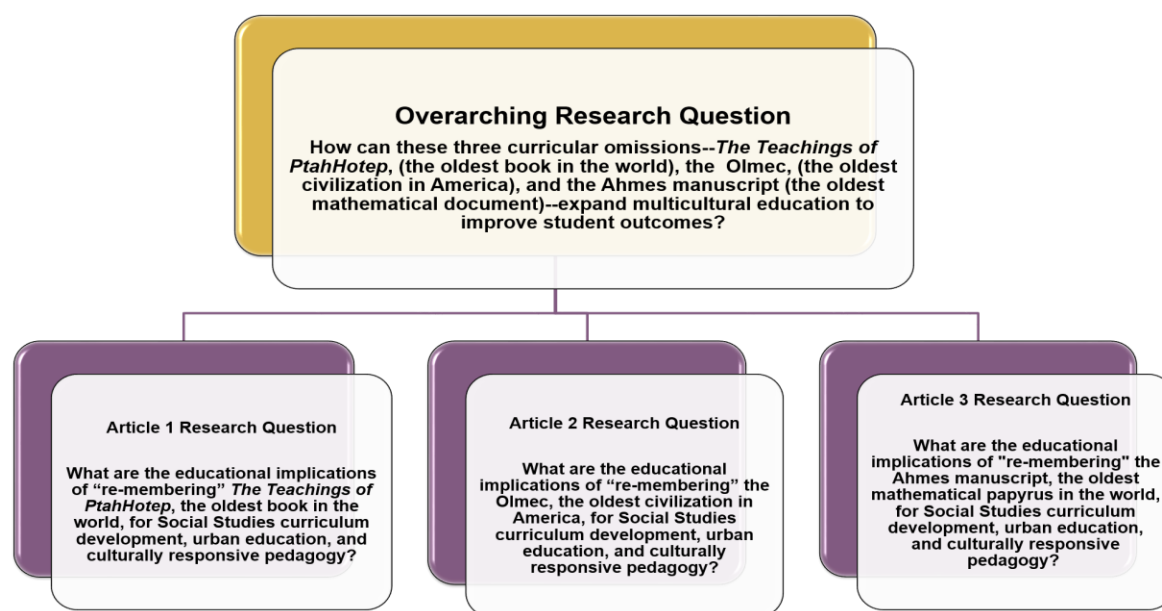 Overarching Research Question
How can these three curricular omissions--The Teachings of
PtahHotep, (the oldest book in the world), the Olmec, (the oldest
civilization in America), and the Ahmes manuscript (the oldest
mathematical document)--expand multicultural education to
improve student outcomes?
Article 1 Research Question
What are the educational implications
of “re-membering” The Teachings of
PtahHotep, the oldest book in the
world, for Social Studies curriculum
development, urban education, and
culturally responsive pedagogy?
Article 2 Research Question
What are the educational
implications of “re-membering” the
Olmec, the oldest civilization in
America, for Social Studies
curriculum development, urban
education, and culturally
responsive pedagogy?
Article 3 Research Question
What are the educational
implications of "re-membering" the
Ahmes manuscript, the oldest
mathematical papyrus in the world,
for Social Studies curriculum
development, urban education,
and culturally responsive
pedagogy?